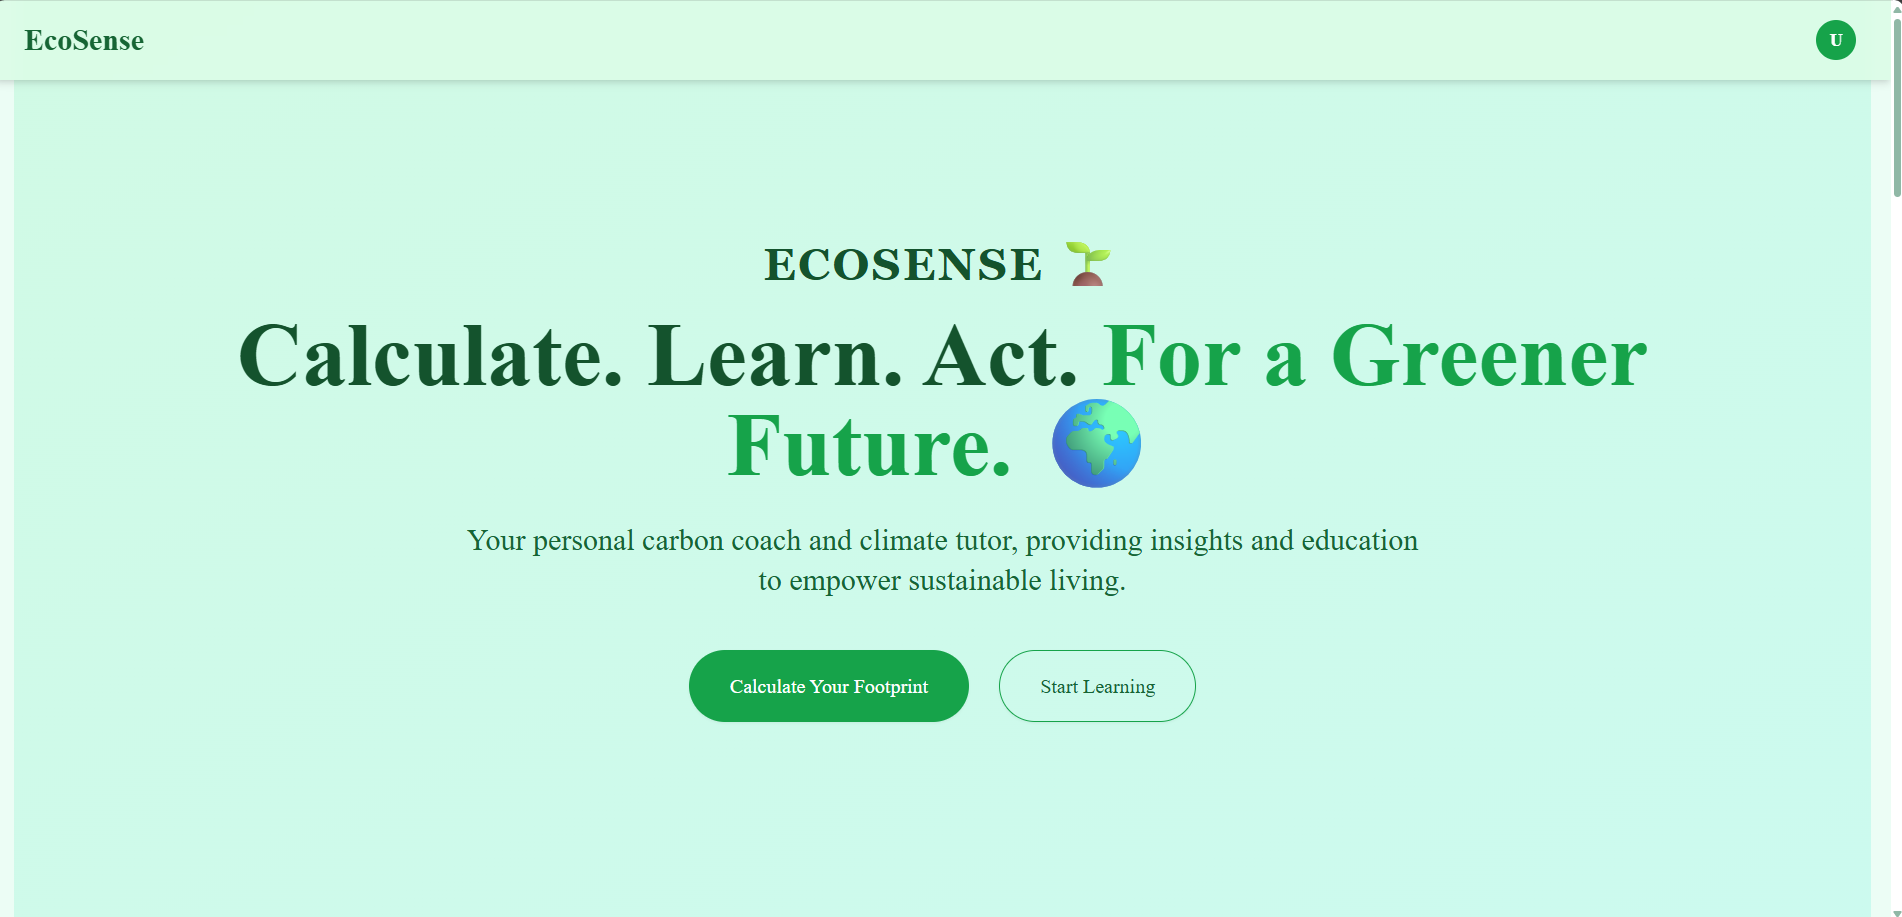 EcoSense
U
ECOSENSE 🌱
Calculate. Learn. Act. For a Greener
Future. 🌍
Your personal carbon coach and climate tutor, providing insights and education
to empower sustainable living.
Calculate Your Footprint
Start Learning